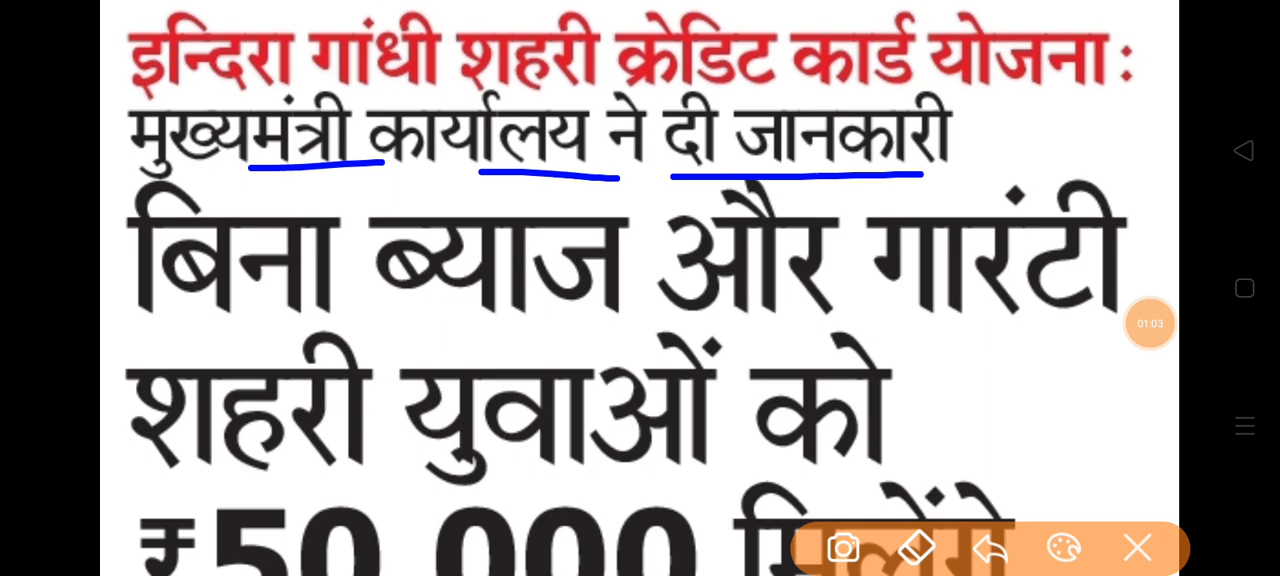 इन्दिरा गांधी शहरी क्रेडिट कार्ड योजना :
मुख्यमंत्री कार्यालय ने दी जानकारी
बिना ब्याज और गारंटी
शहरी युवाओं को
₹50,000 मिलेंगे
01:03